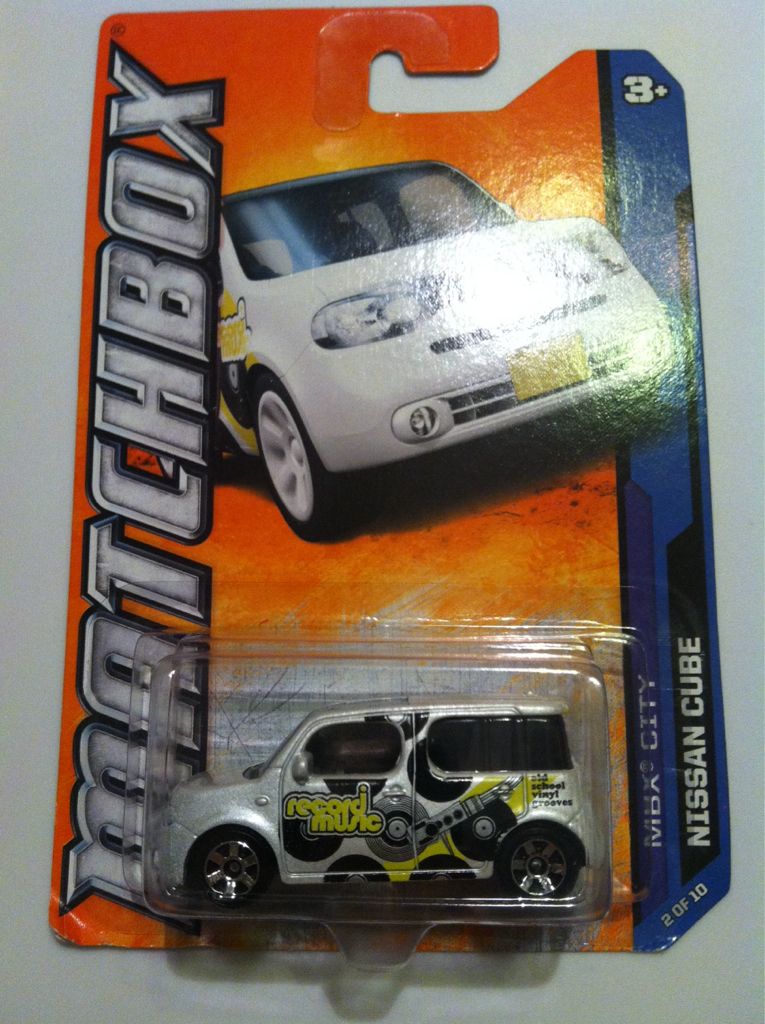 MATCHBOX
®
3+
MBX® CITY
NISSAN CUBE
2 OF 10
record
music
old
school
vinyl
grooves